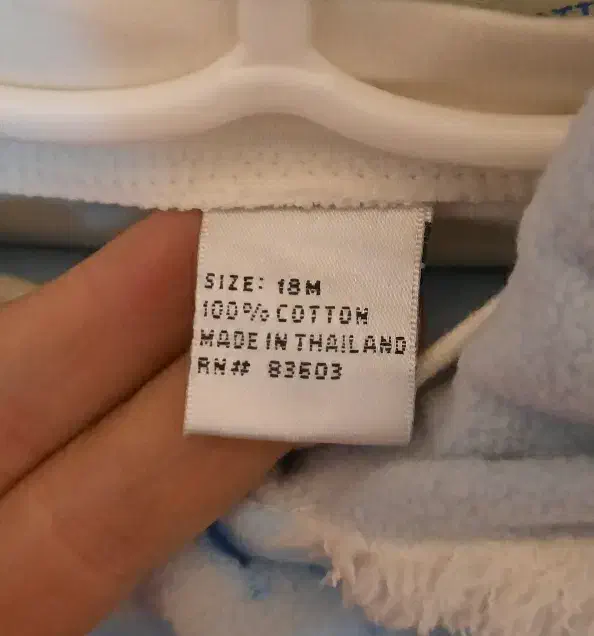 SIZE: 18M
100% COTTON
MADE IN THAILAND
RN# 83603